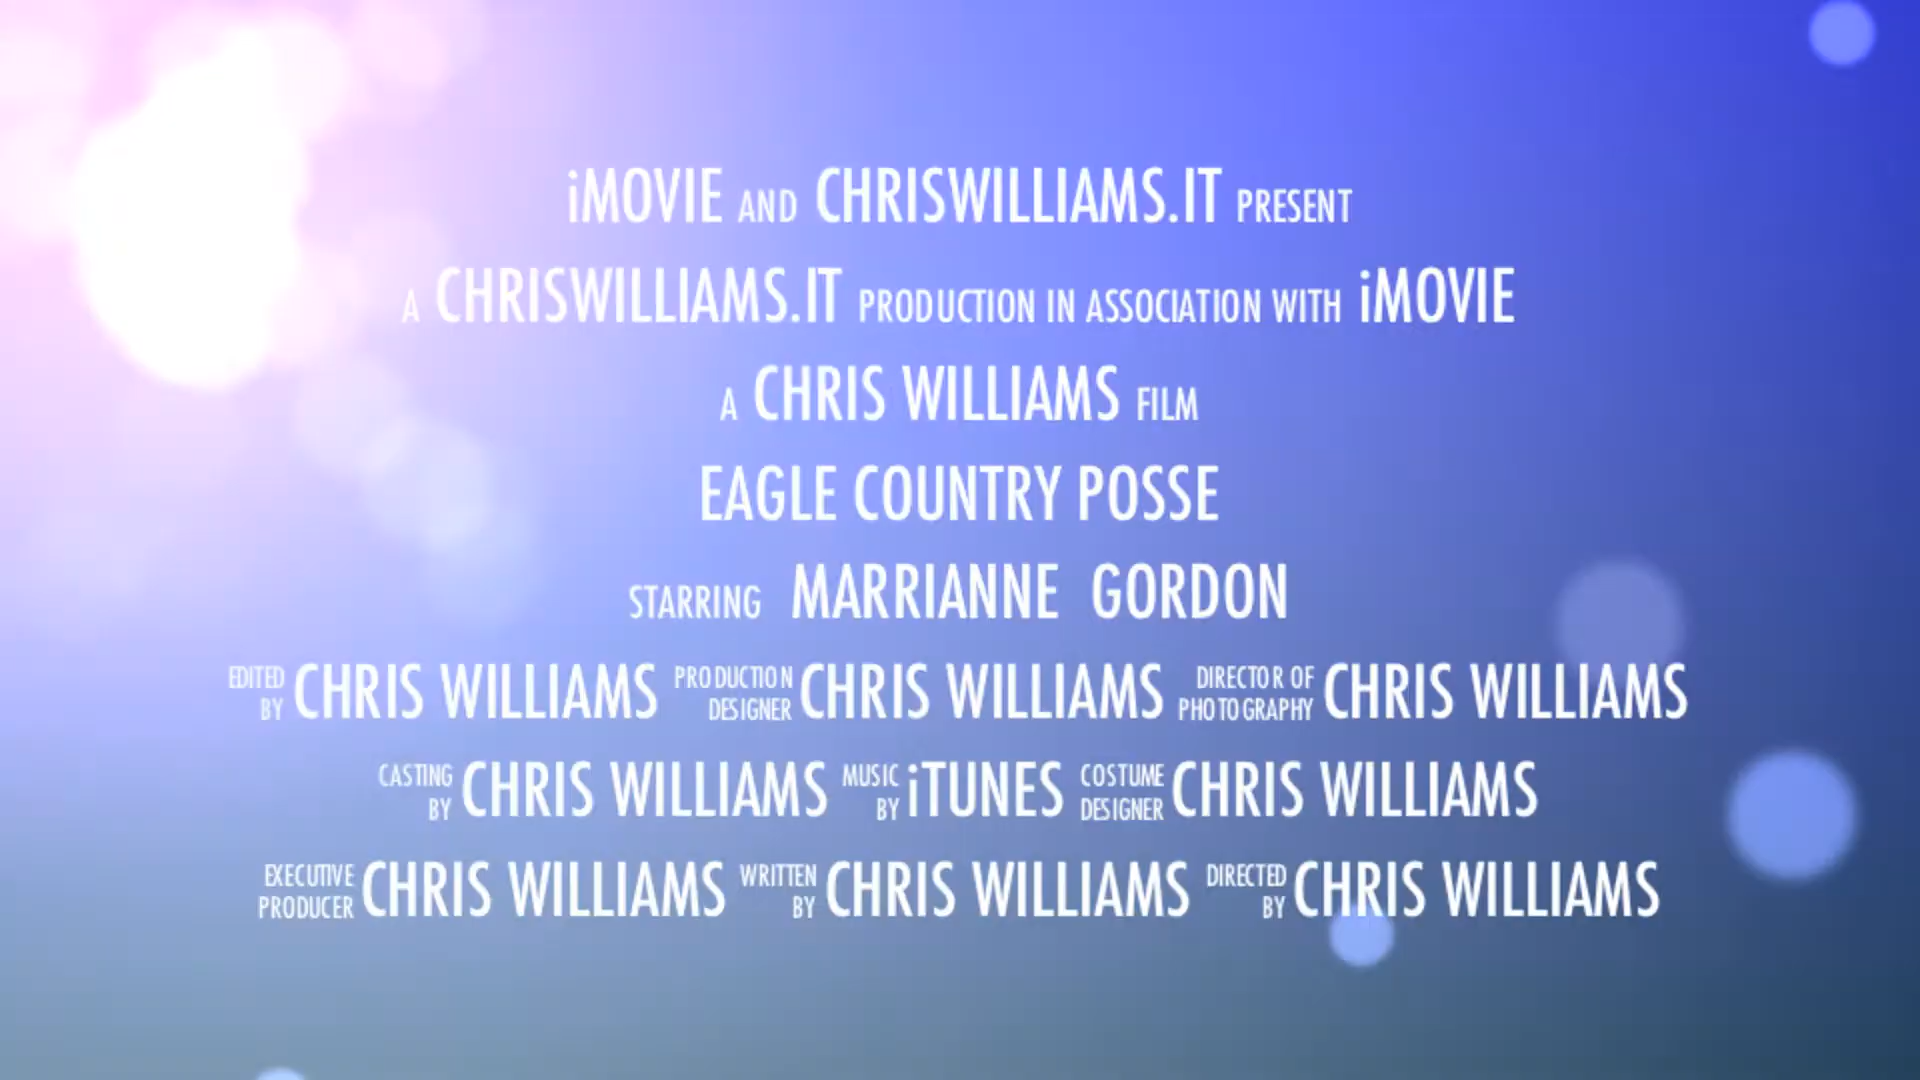 iMOVIE AND CHRISWILLIAMS.IT PRESENT
A CHRISWILLIAMS.IT PRODUCTION IN ASSOCIATION WITH iMOVIE
A CHRIS WILLIAMS FILM
EAGLE COUNTRY POSSE
STARRING MARRIANNE GORDON
EDITED BY CHRIS WILLIAMS PRODUCTION DESIGNER CHRIS WILLIAMS DIRECTOR OF PHOTOGRAPHY CHRIS WILLIAMS
CASTING BY CHRIS WILLIAMS MUSIC BY iTUNES COSTUME DESIGNER CHRIS WILLIAMS
EXECUTIVE PRODUCER CHRIS WILLIAMS WRITTEN BY CHRIS WILLIAMS DIRECTED BY CHRIS WILLIAMS